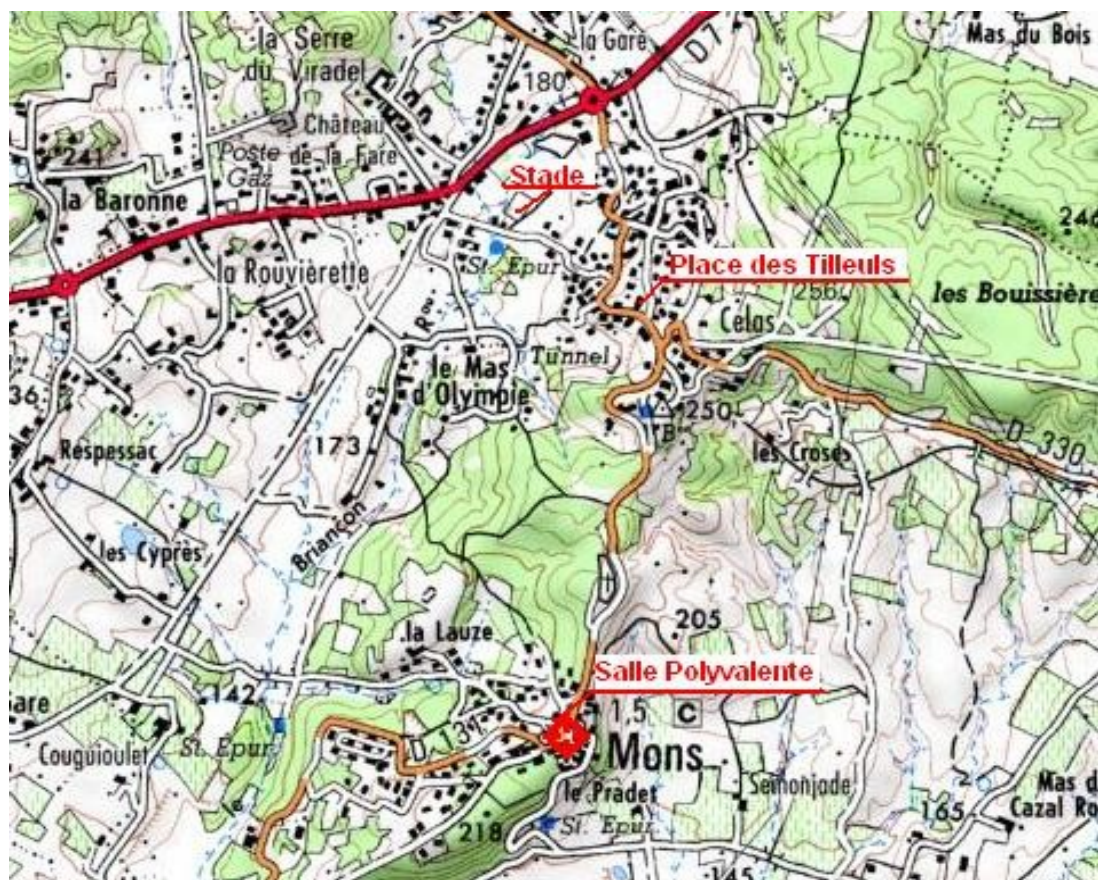 la Gare
Mas du Bois
la Serre
du Viradel
180
D 7
Château
de la Fare
241
Poste
Gaz
Stade
la Baronne
246
la Rouvièrette
St. Epur
Place des Tilleuls
256
les Bouissière
Celas
Rau
Tunnel
le Mas
d'Olympie
36
250
173
D 330
Respessac
les Croses
les Cyprès
Briançon
205
la Lauze
Salle Polyvalente
142
1,5
C
are
St. Epur
Couguioulet
Mons
le Pradet
Semonjade
Mas d
Cazal Ro
218
St. Epur
165
145